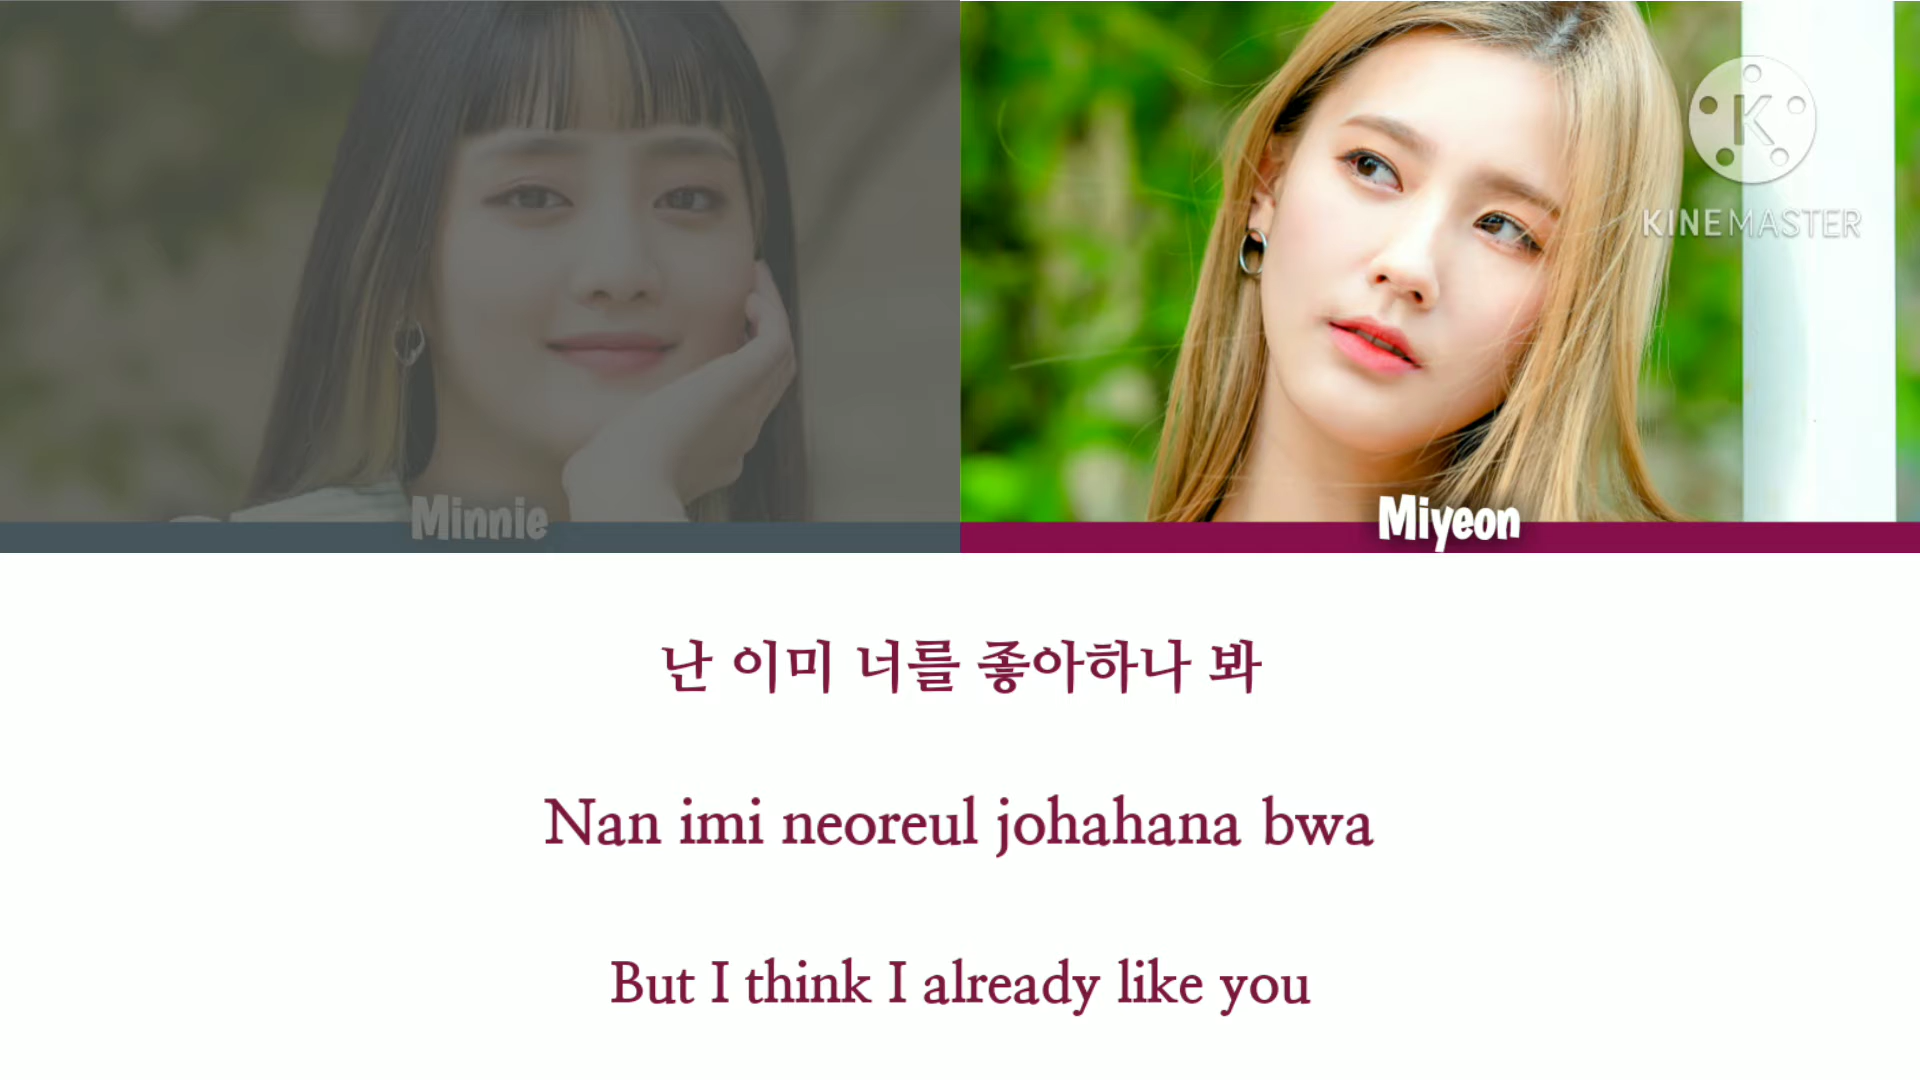 K
KINEMASTER
Minnie
Miyeon
난 이미 너를 좋아하나 봐
Nan imi neoreul johahana bwa
But I think I already like you